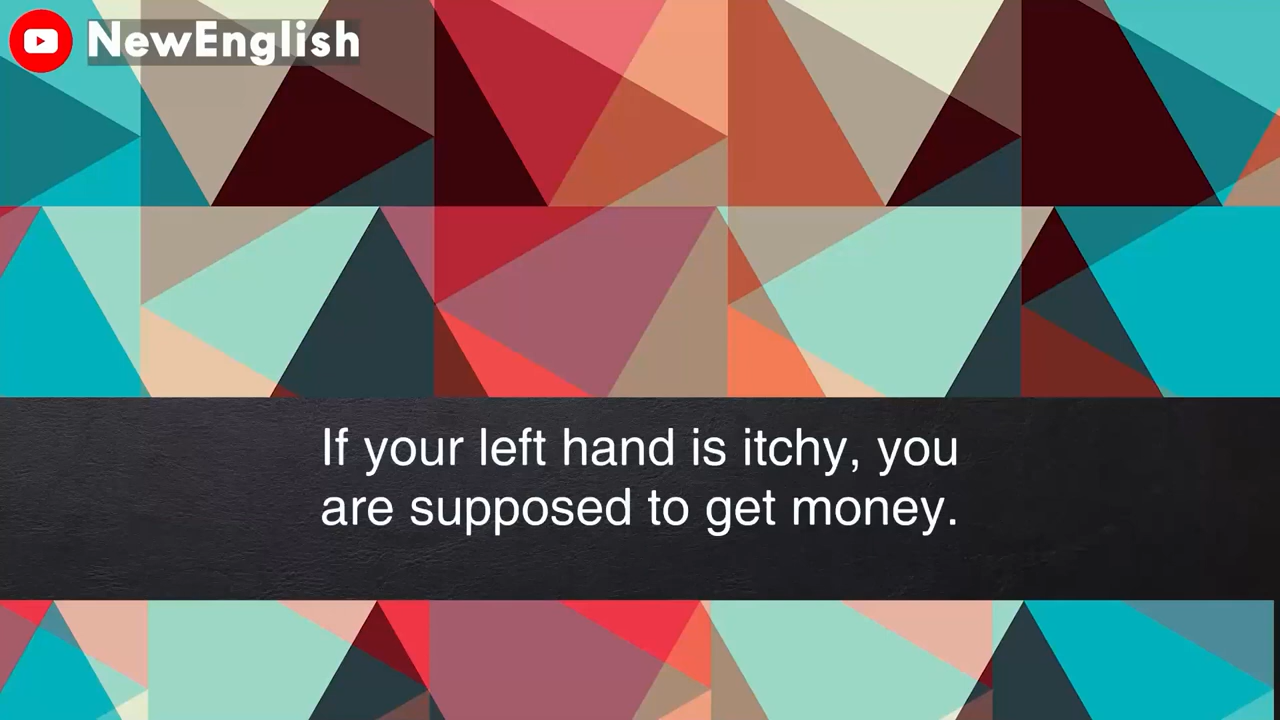 NewEnglish
If your left hand is itchy, you
are supposed to get money.